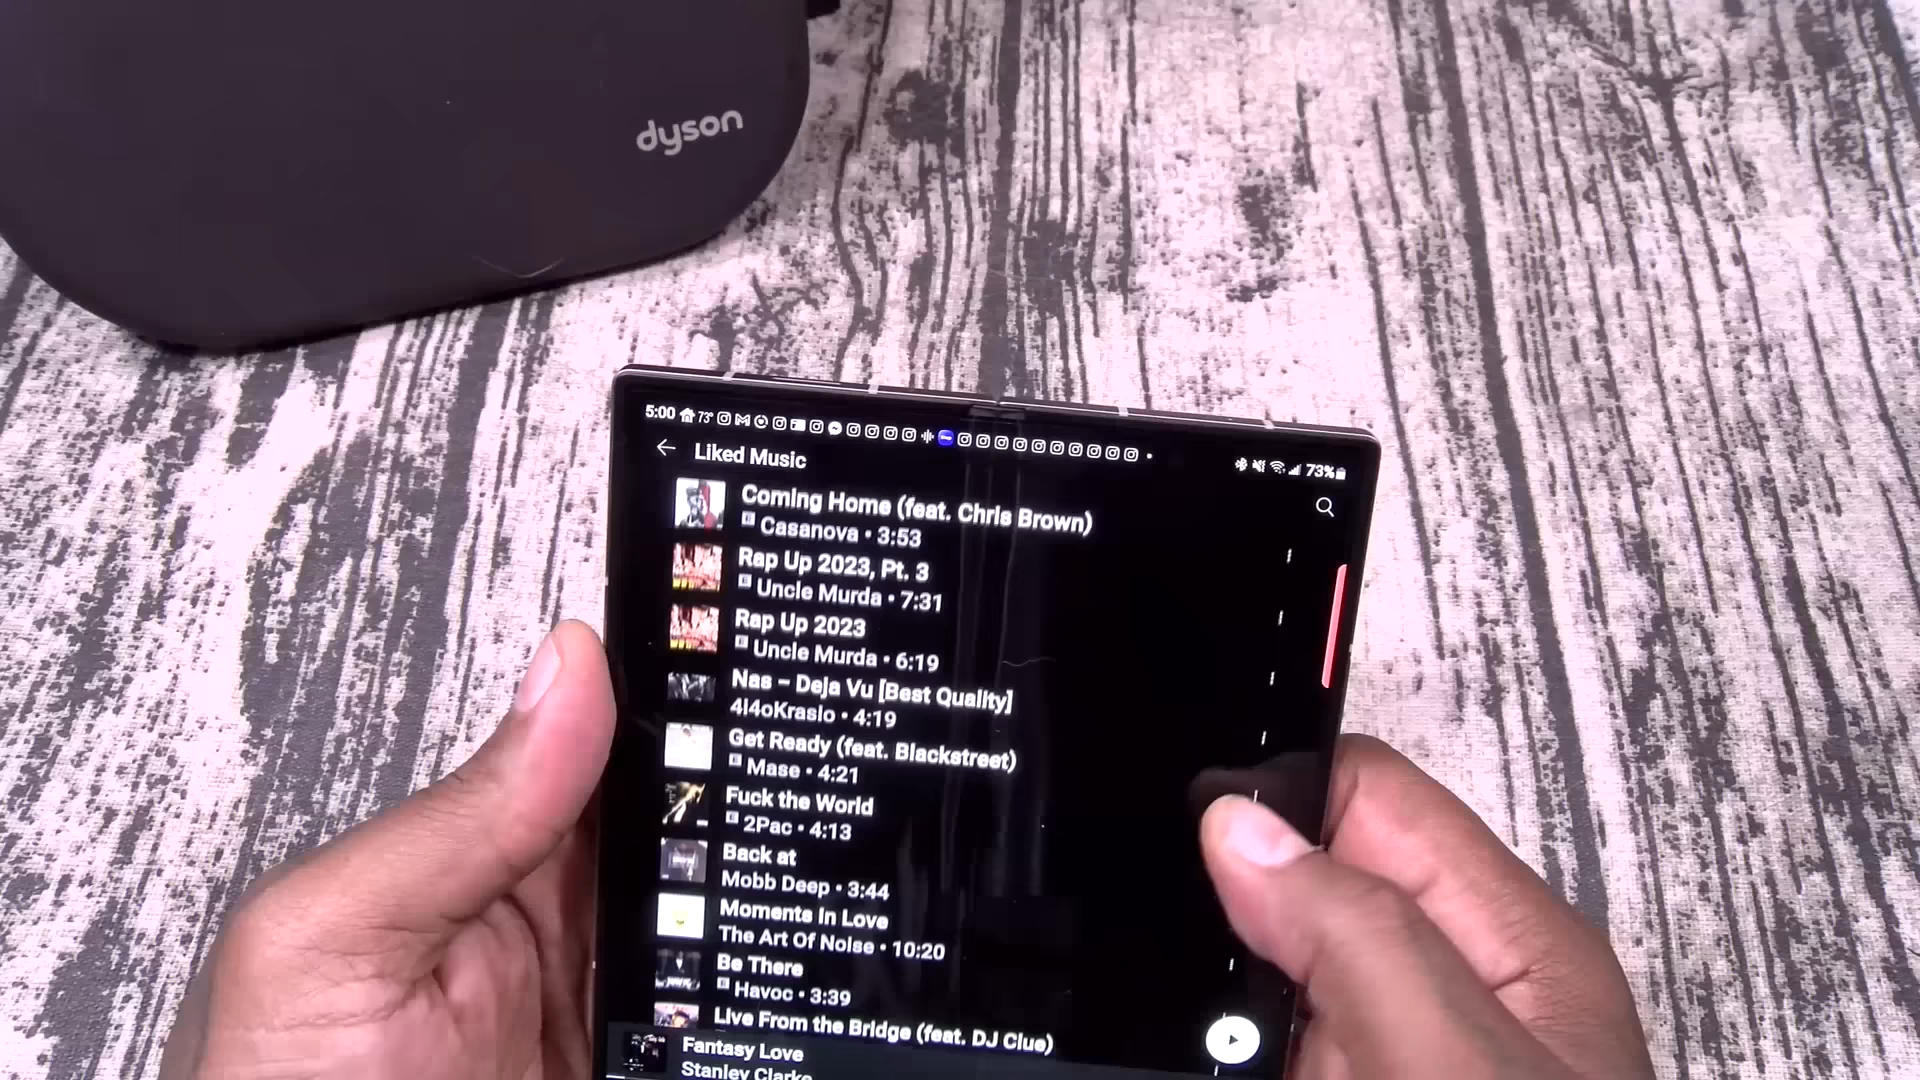 dyson
5:00 73°
73%
Liked Music
Coming Home (feat. Chris Brown)
E Casanova • 3:53
Rap Up 2023, Pt. 3
E Uncle Murda • 7:31
Rap Up 2023
E Uncle Murda • 6:19
Nas – Deja Vu [Best Quality]
4l4oKraslo • 4:19
Get Ready (feat. Blackstreet)
E Mase • 4:21
Fuck the World
E 2Pac • 4:13
Back at
Mobb Deep • 3:44
Moments In Love
The Art Of Noise • 10:20
Be There
E Havoc • 3:39
Live From the Bridge (feat. DJ Clue)
Fantasy Love
Stanley Clarke